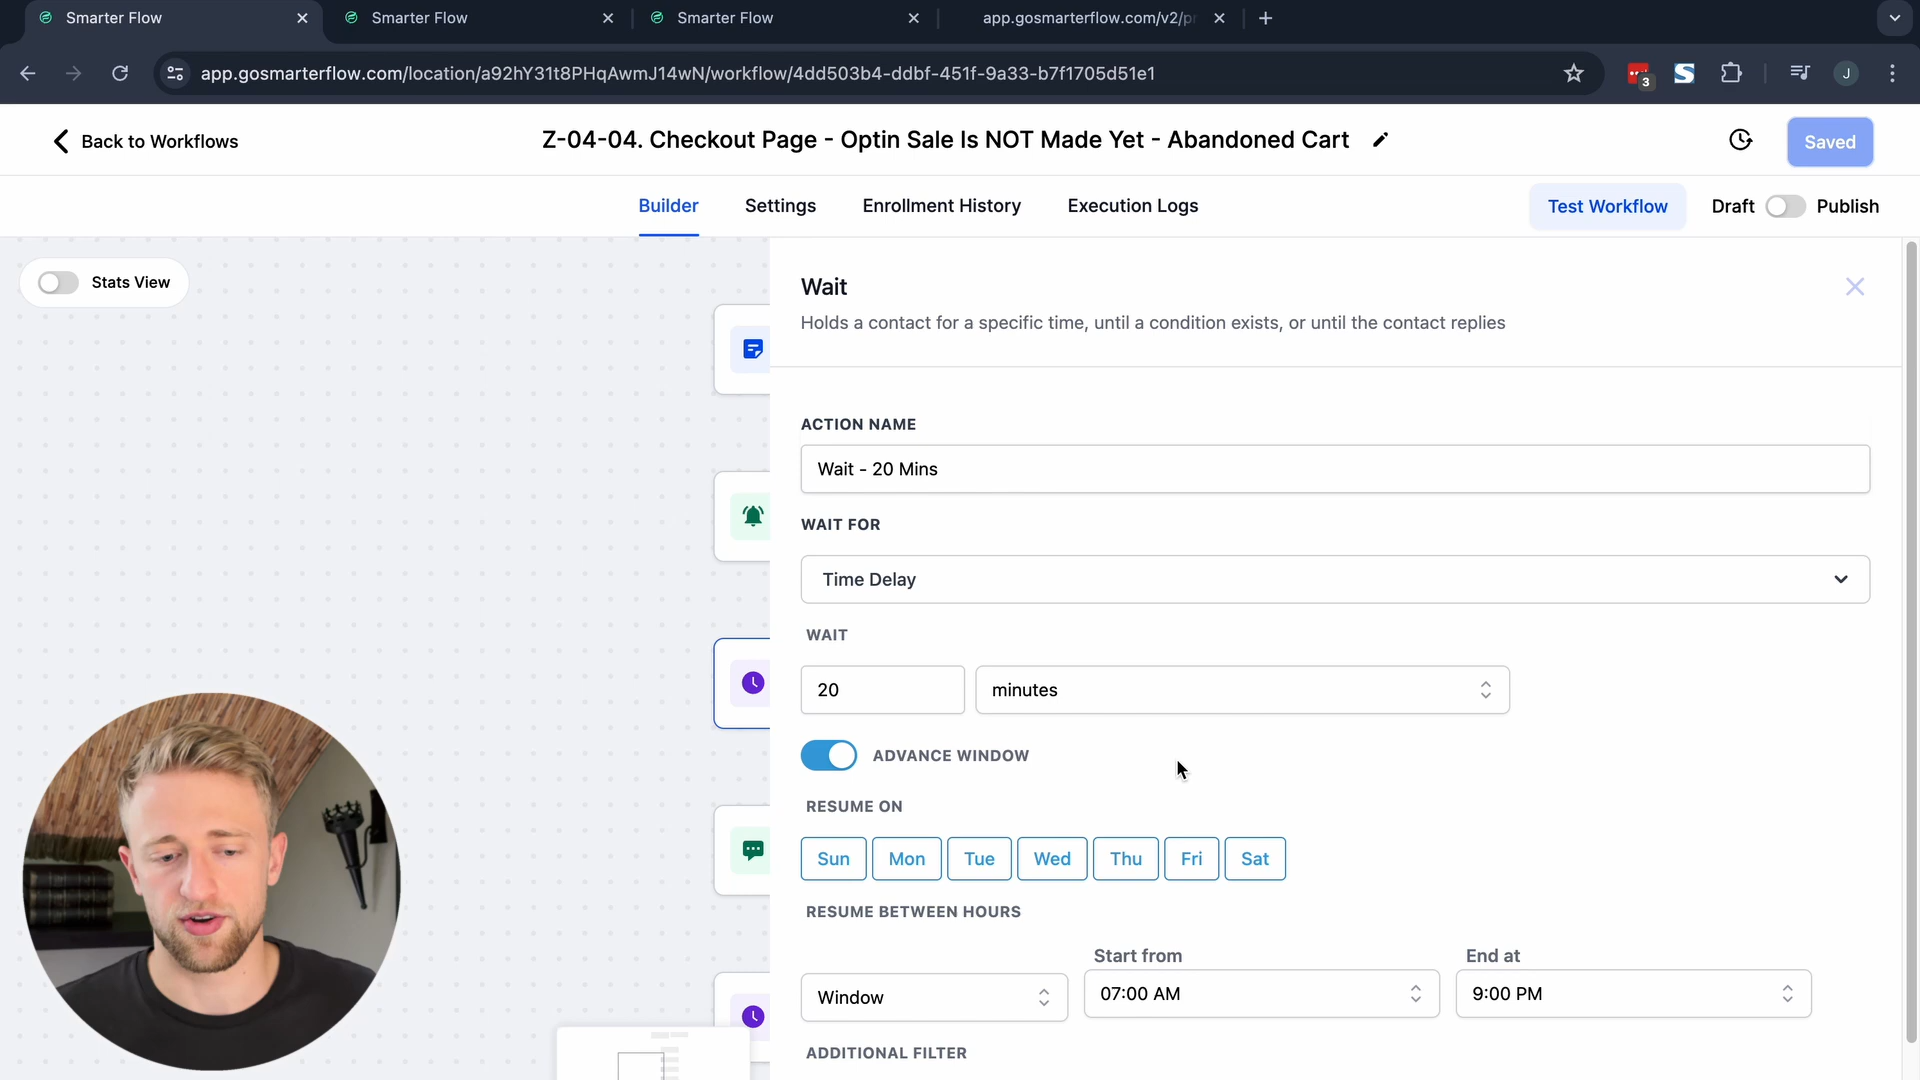 Smarter Flow
Smarter Flow
Smarter Flow
app.gosmarterflow.com/v2/p
app.gosmarterflow.com/location/a92hY31t8PHqAwmJ14wN/workflow/4dd503b4-ddbf-451f-9a33-b7f1705d51e1
3
J
Back to Workflows
Z-04-04. Checkout Page - Optin Sale Is NOT Made Yet - Abandoned Cart
Saved
Builder
Settings
Enrollment History
Execution Logs
Test Workflow
Draft
Publish
Stats View
Wait
Holds a contact for a specific time, until a condition exists, or until the contact replies
ACTION NAME
Wait - 20 Mins
WAIT FOR
Time Delay
WAIT
20
minutes
ADVANCE WINDOW
RESUME ON
Sun
Mon
Tue
Wed
Thu
Fri
Sat
RESUME BETWEEN HOURS
Start from
End at
Window
07:00 AM
9:00 PM
ADDITIONAL FILTER